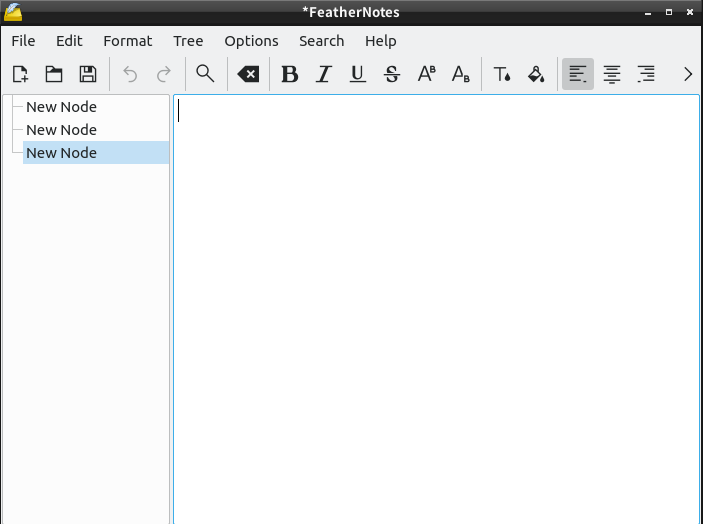 *FeatherNotes
File Edit Format Tree Options Search Help
New Node
New Node
New Node